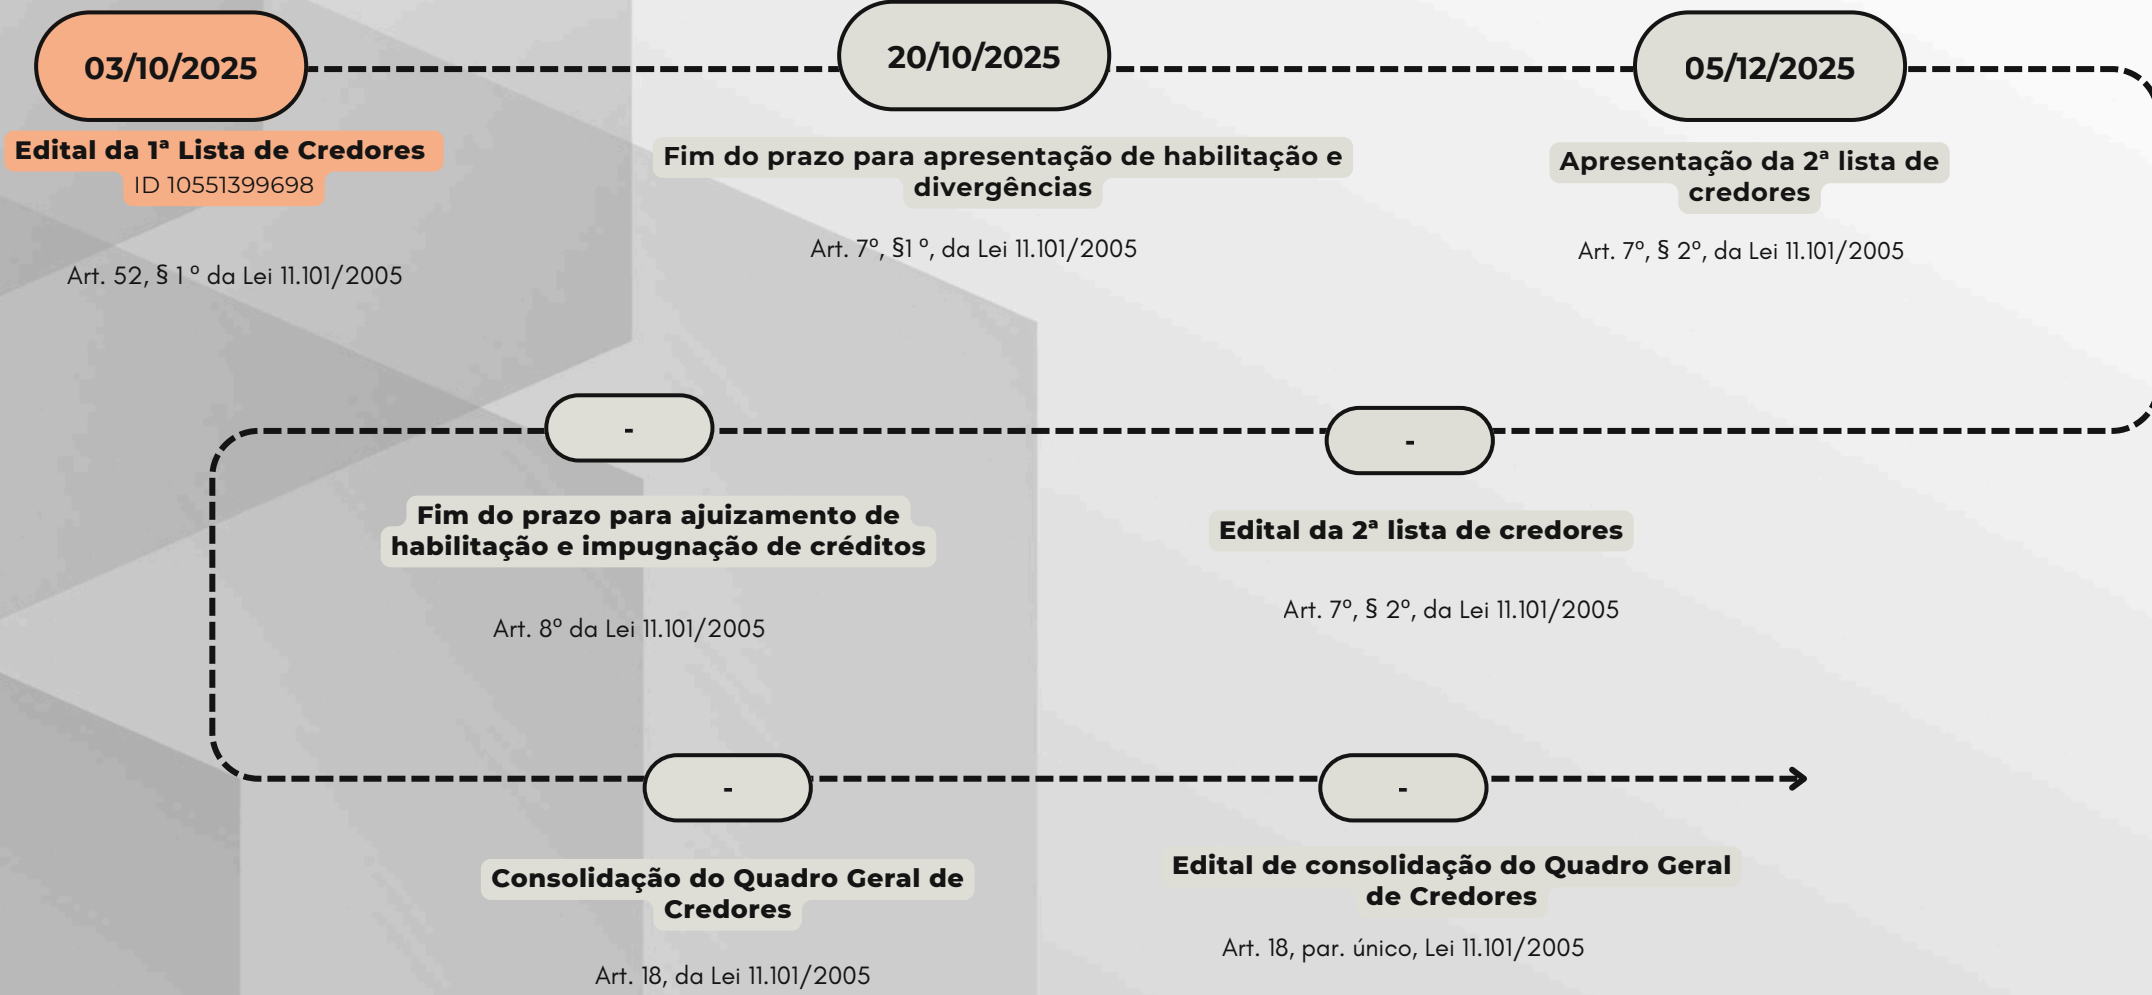 03/10/2025
Edital da 1ª Lista de Credores
ID 10551399698
Art. 52, § 1 º da Lei 11.101/2005
20/10/2025
Fim do prazo para apresentação de habilitação e
divergências
Art. 7º, §1 º, da Lei 11.101/2005
05/12/2025
Apresentação da 2ª lista de
credores
Art. 7º, § 2º, da Lei 11.101/2005
-
Edital da 2ª lista de credores
Art. 7º, § 2º, da Lei 11.101/2005
-
Fim do prazo para ajuizamento de
habilitação e impugnação de créditos
Art. 8º da Lei 11.101/2005
-
Consolidação do Quadro Geral de
Credores
Art. 18, da Lei 11.101/2005
-
Edital de consolidação do Quadro Geral
de Credores
Art. 18, par. único, Lei 11.101/2005